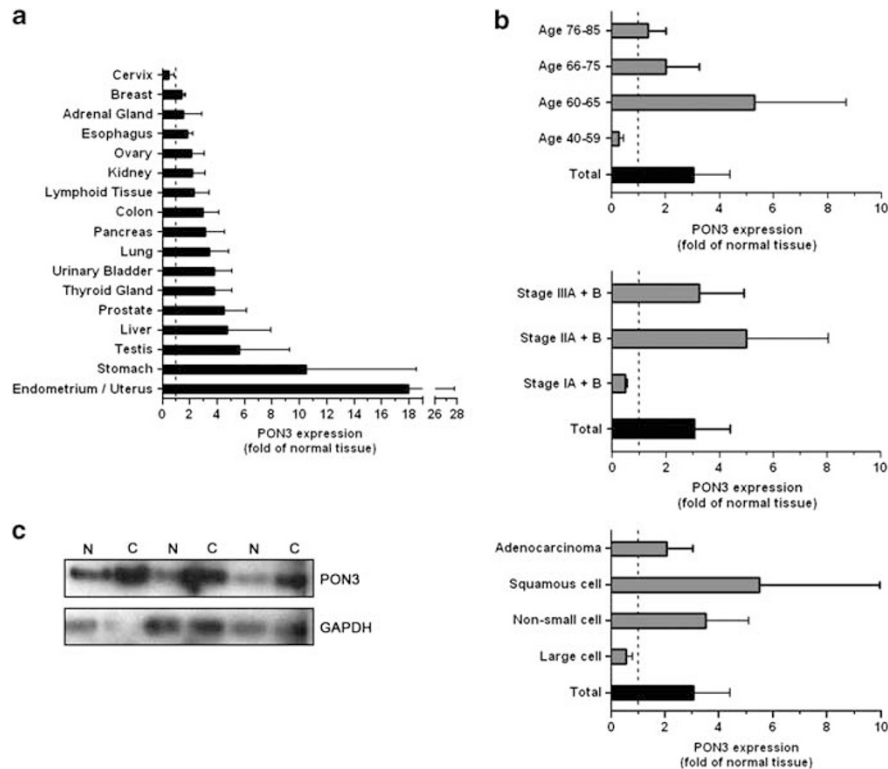 a
Cervix
Breast
Adrenal Gland
Esophagus
Ovary
Kidney
Lymphoid Tissue
Colon
Pancreas
Lung
Urinary Bladder
Thyroid Gland
Prostate
Liver
Testis
Stomach
Endometrium / Uterus
0 2 4 6 8 10 12 14 16 18 26 28
PON3 expression
(fold of normal tissue)
b
Age 76-85
Age 66-75
Age 60-65
Age 40-59
Total
0 2 4 6 8 10
PON3 expression
(fold of normal tissue)
Stage IIIA + B
Stage IIA + B
Stage IA + B
Total
0 2 4 6 8 10
PON3 expression
(fold of normal tissue)
Adenocarcinoma
Squamous cell
Non-small cell
Large cell
Total
0 2 4 6 8 10
PON3 expression
(fold of normal tissue)
c
N C N C N C
PON3
GAPDH